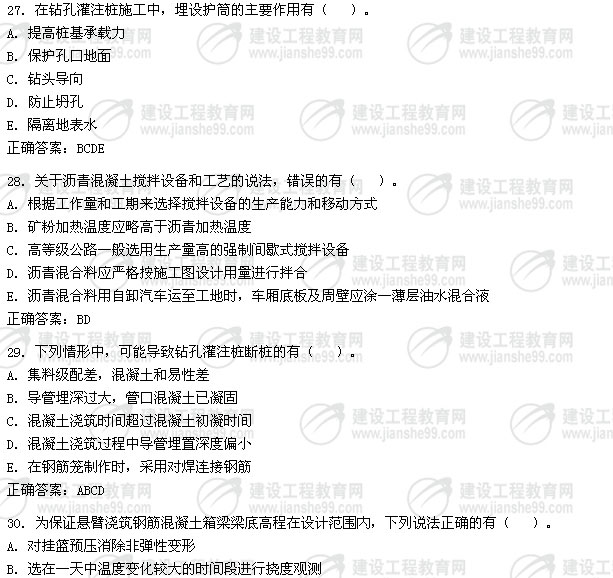 27. 在钻孔灌注桩施工中，埋设护筒的主要作用有（　　）。
A. 提高桩基承载力
B. 保护孔口地面
C. 钻头导向
D. 防止坍孔
E. 隔离地表水
正确答案：BCDE
28. 关于沥青混凝土搅拌设备和工艺的说法，错误的有（　　）。
A. 根据工作量和工期来选择搅拌设备的生产能力和移动方式
B. 矿粉加热温度应略高于沥青加热温度
C. 高等级公路一般选用生产量高的强制间歇式搅拌设备
D. 沥青混合料应严格按施工图设计用量进行拌合
E. 沥青混合料用自卸汽车运至工地时，车厢底板及周壁应涂一薄层油水混合液
正确答案：BD
29. 下列情形中，可能导致钻孔灌注桩断桩的有（　　）。
A. 集料级配差，混凝土和易性差
B. 导管埋深过大，管口混凝土已凝固
C. 混凝土浇筑时间超过混凝土初凝时间
D. 混凝土浇筑过程中导管埋置深度偏小
E. 在钢筋笼制作时，采用对焊连接钢筋
正确答案：ABCD
30. 为保证悬臂浇筑钢筋混凝土箱梁梁底高程在设计范围内，下列说法正确的有（　　）。
A. 对挂篮预压消除非弹性变形
B. 选在一天中温度变化较大的时间段进行挠度观测
建设工程教育网
www.jianshe99.com